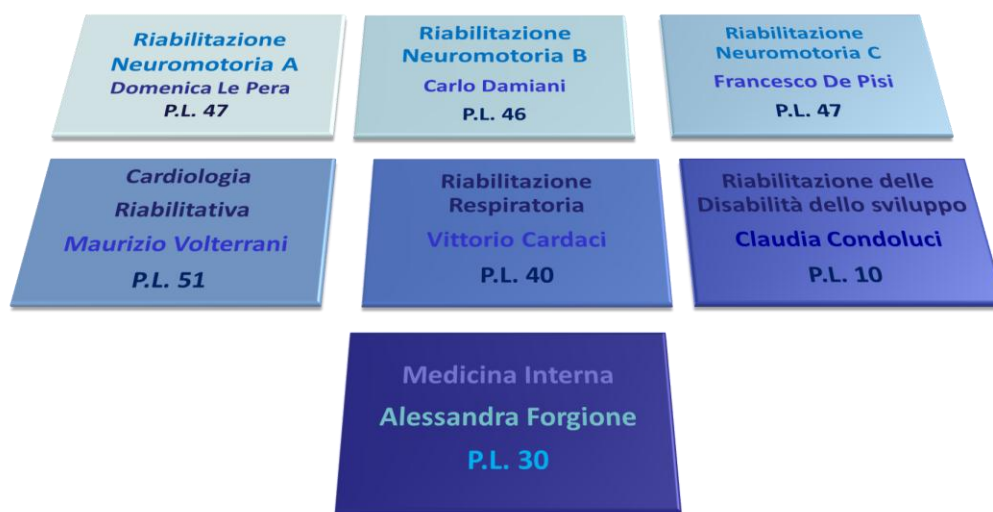 Riabilitazione
Neuromotoria A
Domenica Le Pera
P.L. 47
Riabilitazione
Neuromotoria B
Carlo Damiani
P.L. 46
Riabilitazione
Neuromotoria C
Francesco De Pisi
P.L. 47
Cardiologia
Riabilitativa
Maurizio Volterrani
P.L. 51
Riabilitazione
Respiratoria
Vittorio Cardaci
P.L. 40
Riabilitazione delle
Disabilità dello sviluppo
Claudia Condoluci
P.L. 10
Medicina Interna
Alessandra Forgione
P.L. 30